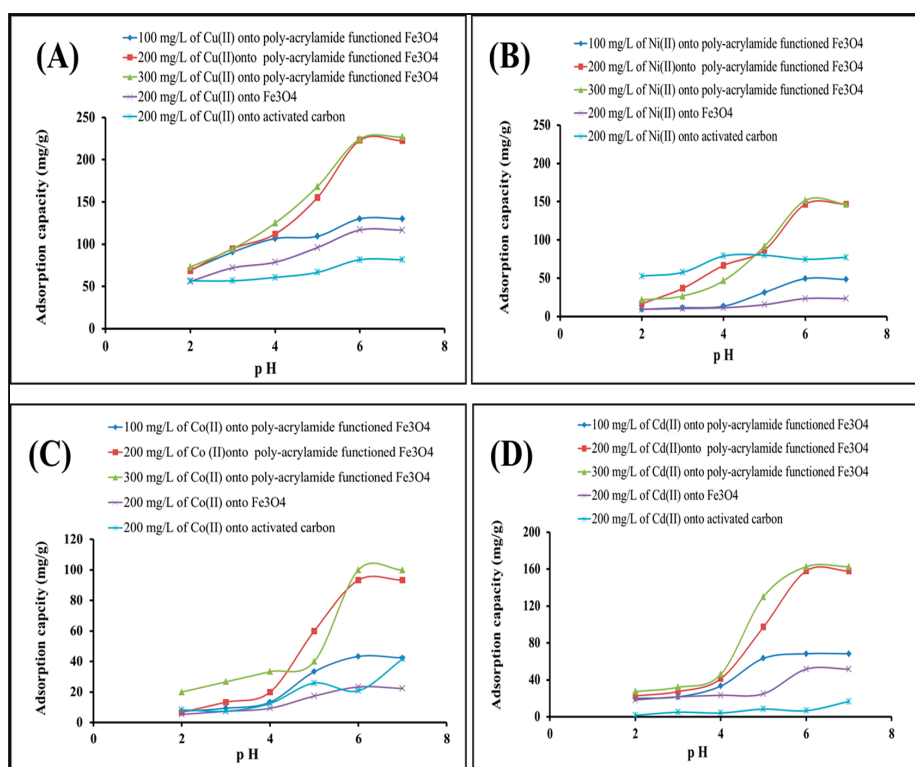 (A)
100 mg/L of Cu(II) onto poly-acrylamide functioned Fe3O4
200 mg/L of Cu(II)onto poly-acrylamide functioned Fe3O4
300 mg/L of Cu(II) onto poly-acrylamide functioned Fe3O4
200 mg/L of Cu(II) onto Fe3O4
200 mg/L of Cu(II) onto activated carbon
Adsorption capacity (mg/g)
250
200
150
100
50
0
0 2 4 6 8
p H
(B)
100 mg/L of Ni(II) onto poly-acrylamide functioned Fe3O4
200 mg/L of Ni(II)onto poly-acrylamide functioned Fe3O4
300 mg/L of Ni(II) onto poly-acrylamide functioned Fe3O4
200 mg/L of Ni(II) onto Fe3O4
200 mg/L of Ni(II) onto activated carbon
Adsorption capacity (mg/g)
250
200
150
100
50
0
0 2 4 6 8
p H
(C)
100 mg/L of Co(II) onto poly-acrylamide functioned Fe3O4
200 mg/L of Co (II)onto poly-acrylamide functioned Fe3O4
300 mg/L of Co(II) onto poly-acrylamide functioned Fe3O4
200 mg/L of Co(II) onto Fe3O4
200 mg/L of Co(II) onto activated carbon
Adsorption capcity (mg/g)
120
100
80
60
40
20
0
0 2 4 6 8
p H
(D)
100 mg/L of Cd(II) onto poly-acrylamide functioned Fe3O4
200 mg/L of Cd(II)onto poly-acrylamide functioned Fe3O4
300 mg/L of Cd(II) onto poly-acrylamide functioned Fe3O4
200 mg/L of Cd(II) onto Fe3O4
200 mg/L of Cd(II) onto activated carbon
Adsorption capacity (mg/g)
200
160
120
80
40
0
0 2 4 6 8
p H